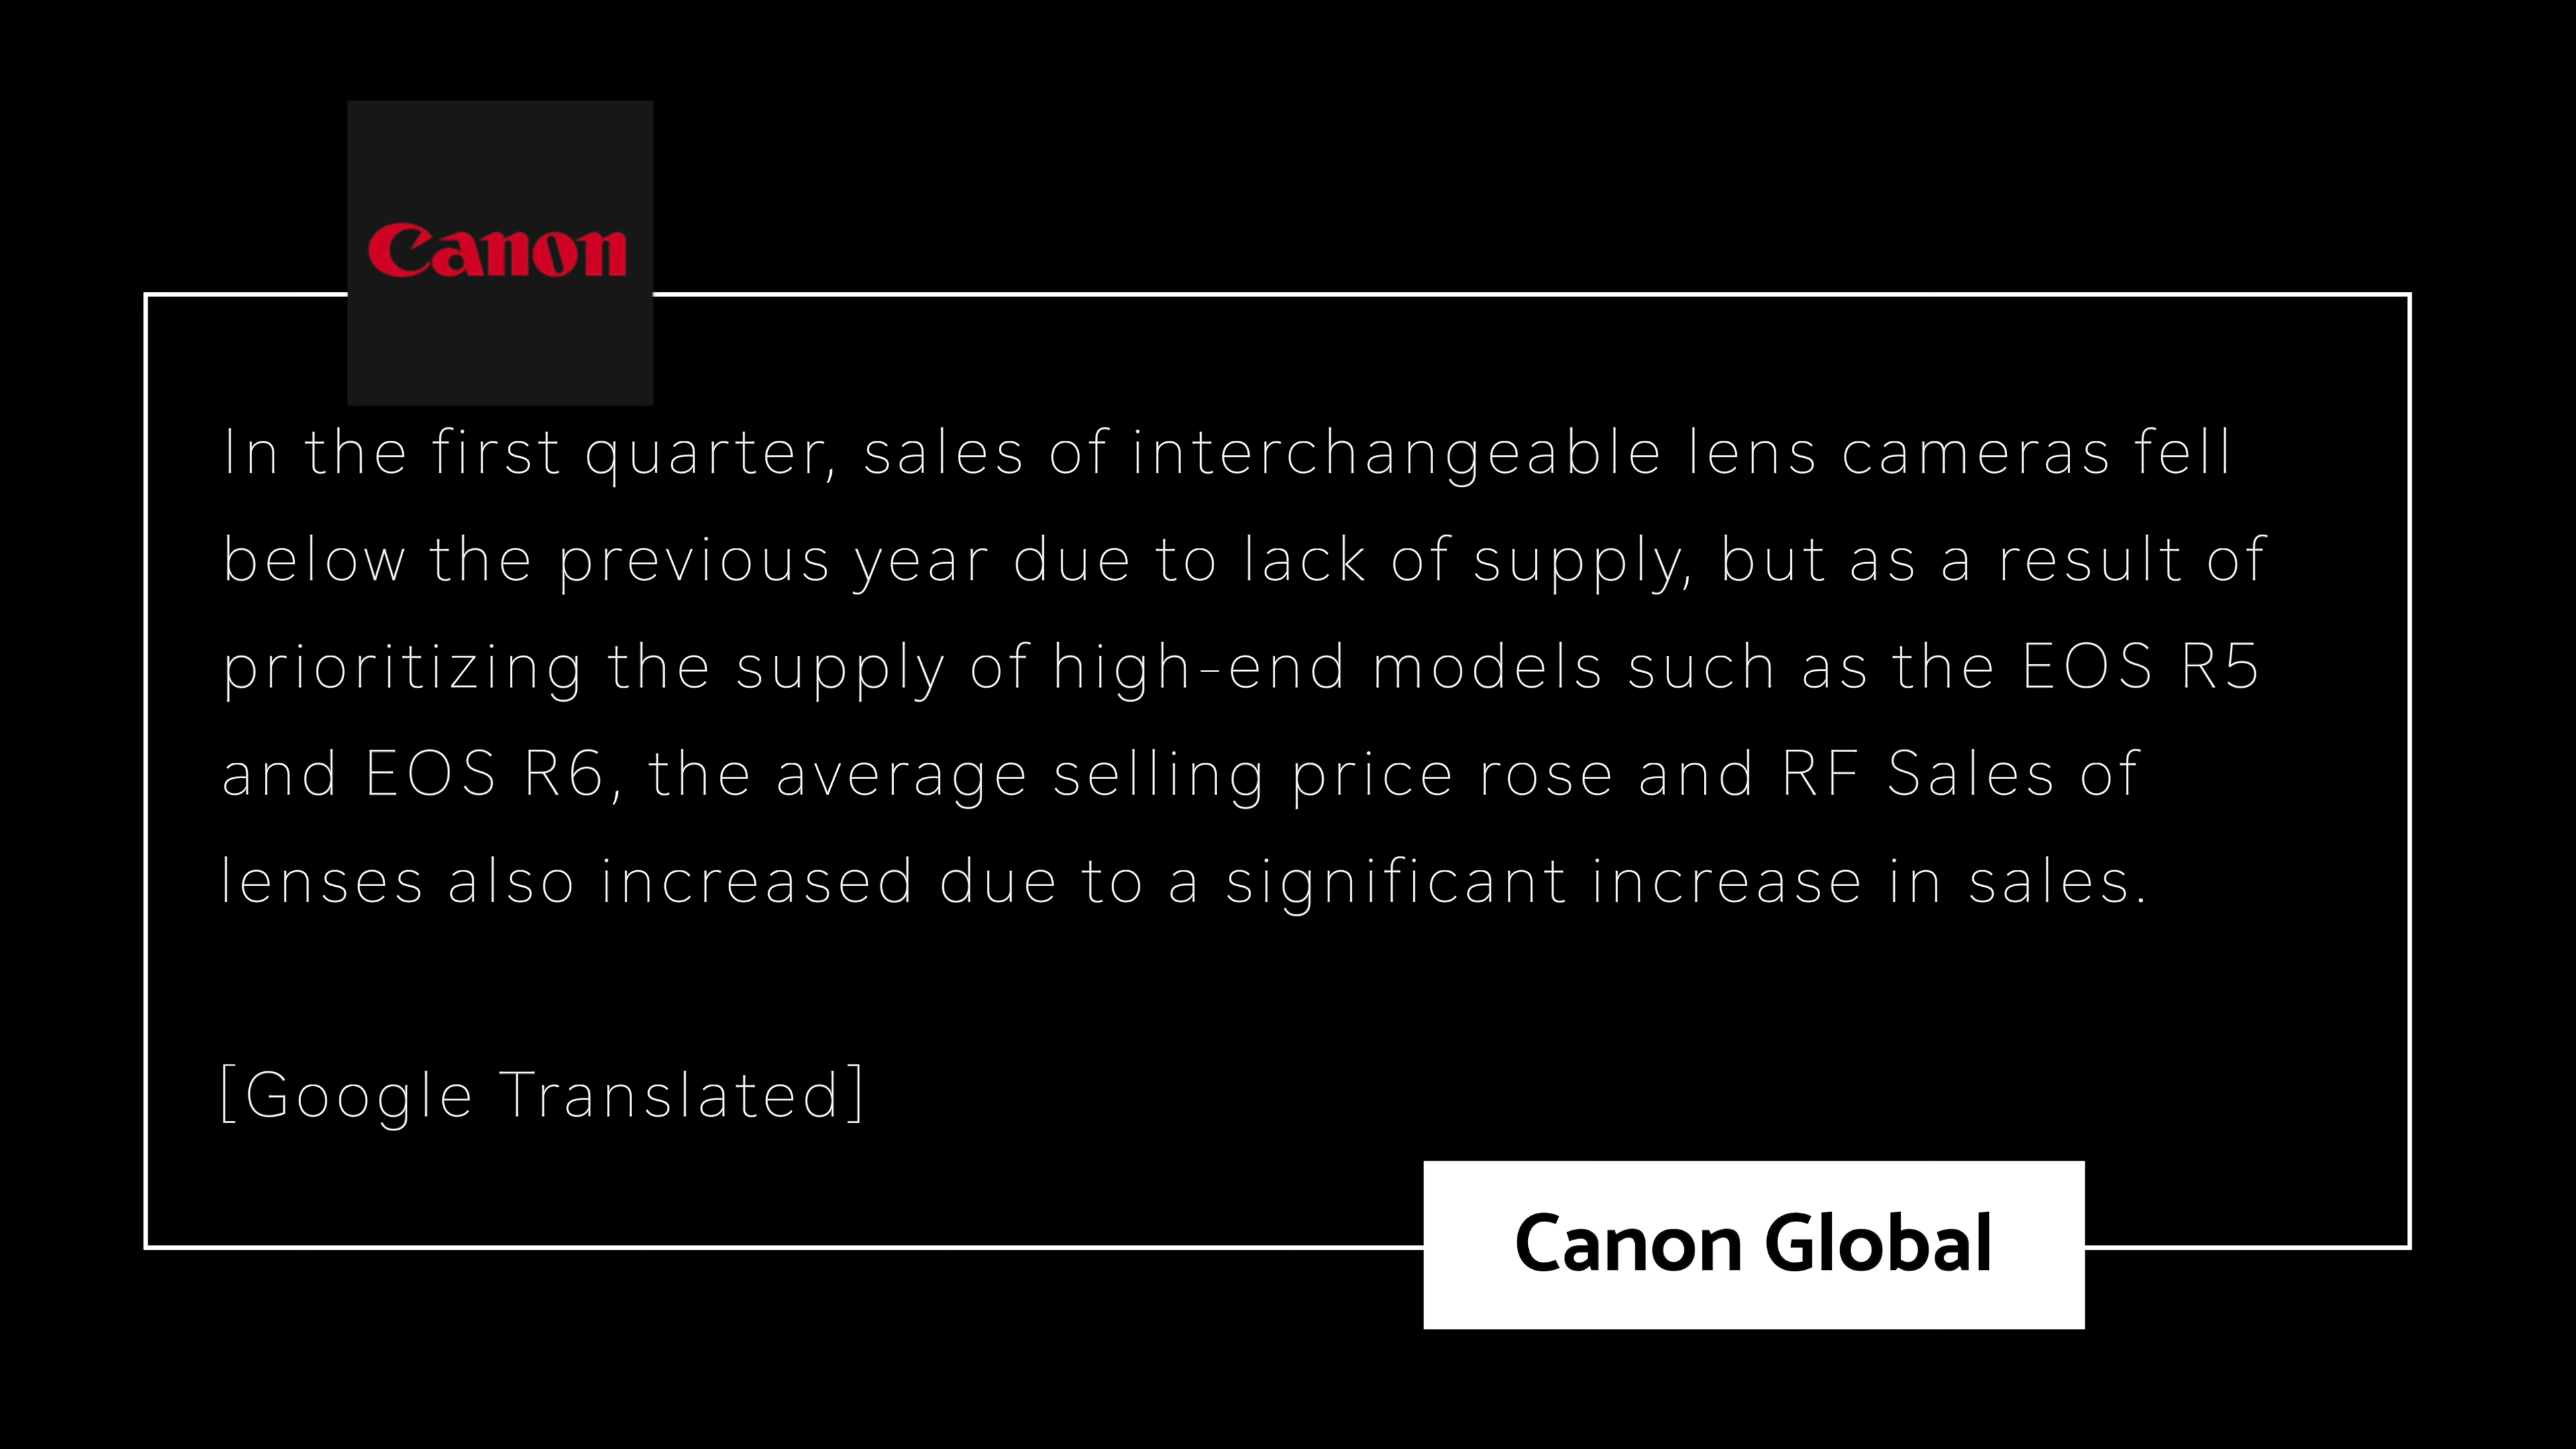 Canon
In the first quarter, sales of interchangeable lens cameras fell
below the previous year due to lack of supply, but as a result of
prioritizing the supply of high-end models such as the EOS R5
and EOS R6, the average selling price rose and RF Sales of
lenses also increased due to a significant increase in sales.
[Google Translated]
Canon Global